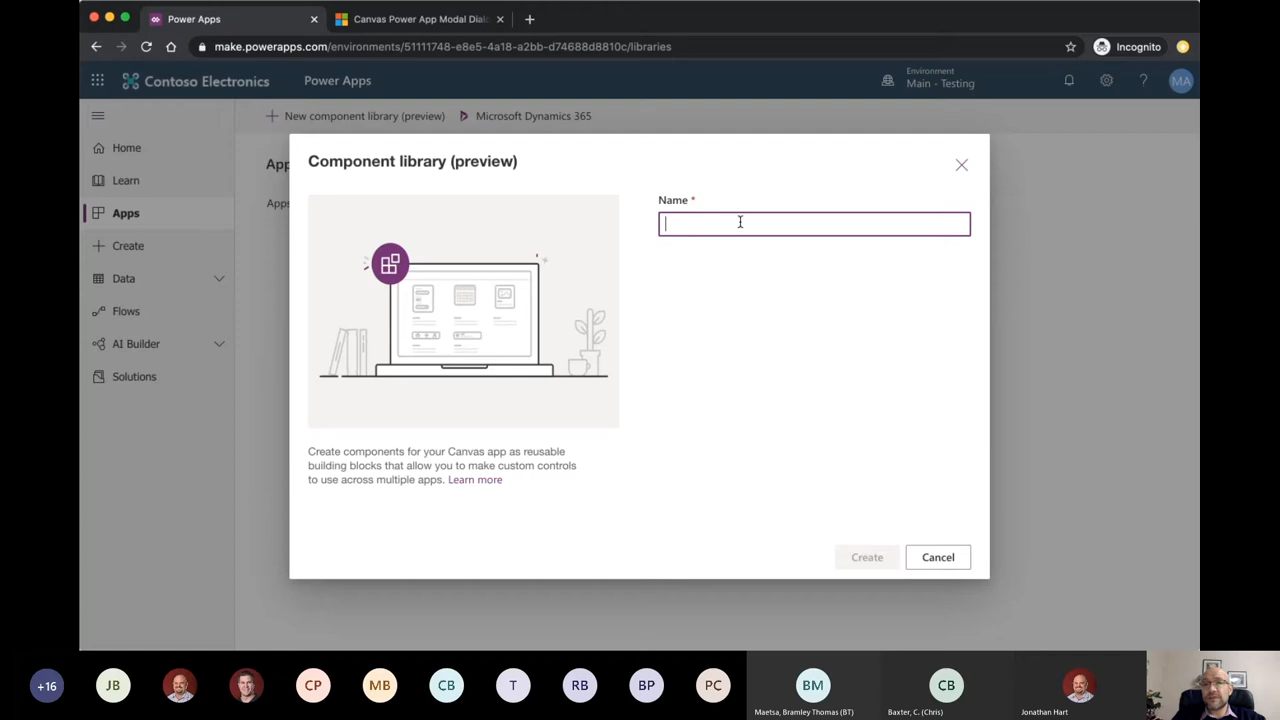 Power Apps
Canvas Power App Modal Dialo
make.powerapps.com/environments/51111748-e8e5-4a18-a2bb-d74688d8810c/libraries
Incognito
Contoso Electronics
Power Apps
Environment
Main - Testing
MA
New component library (preview)
Microsoft Dynamics 365
Home
Learn
Apps
Create
Data
Flows
AI Builder
Solutions
App
Apps
Component library (preview)
Name *
Create components for your Canvas app as reusable
building blocks that allow you to make custom controls
to use across multiple apps. Learn more
Create
Cancel
+16
JB
CP
MB
CB
T
RB
BP
PC
BM
Maetsa, Bramley Thomas (BT)
CB
Baxter, C. (Chris)
Jonathan Hart